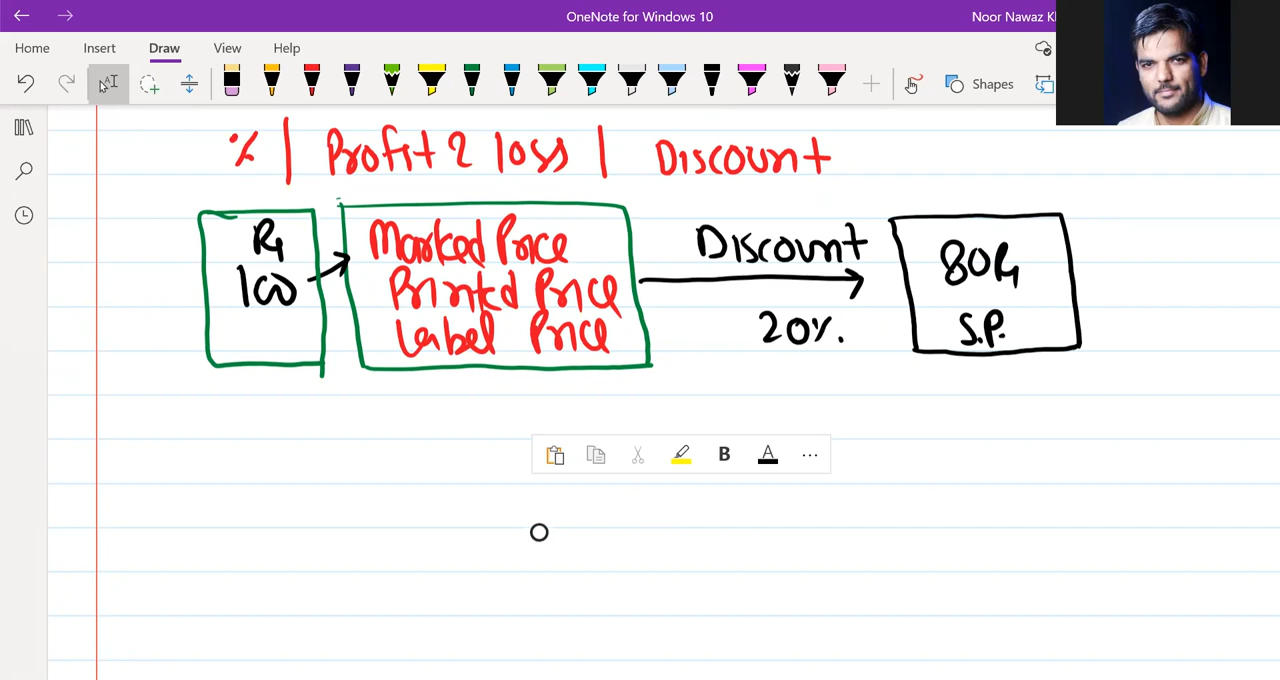 OneNote for Windows 10
Noor Nawaz Kh
Home Insert Draw View Help
Shapes
% | Profit & loss | Discount
Rs
100
Marked Price
Printed Price
Label Price
Discount
20%.
80Rs
S.P.
B A ...